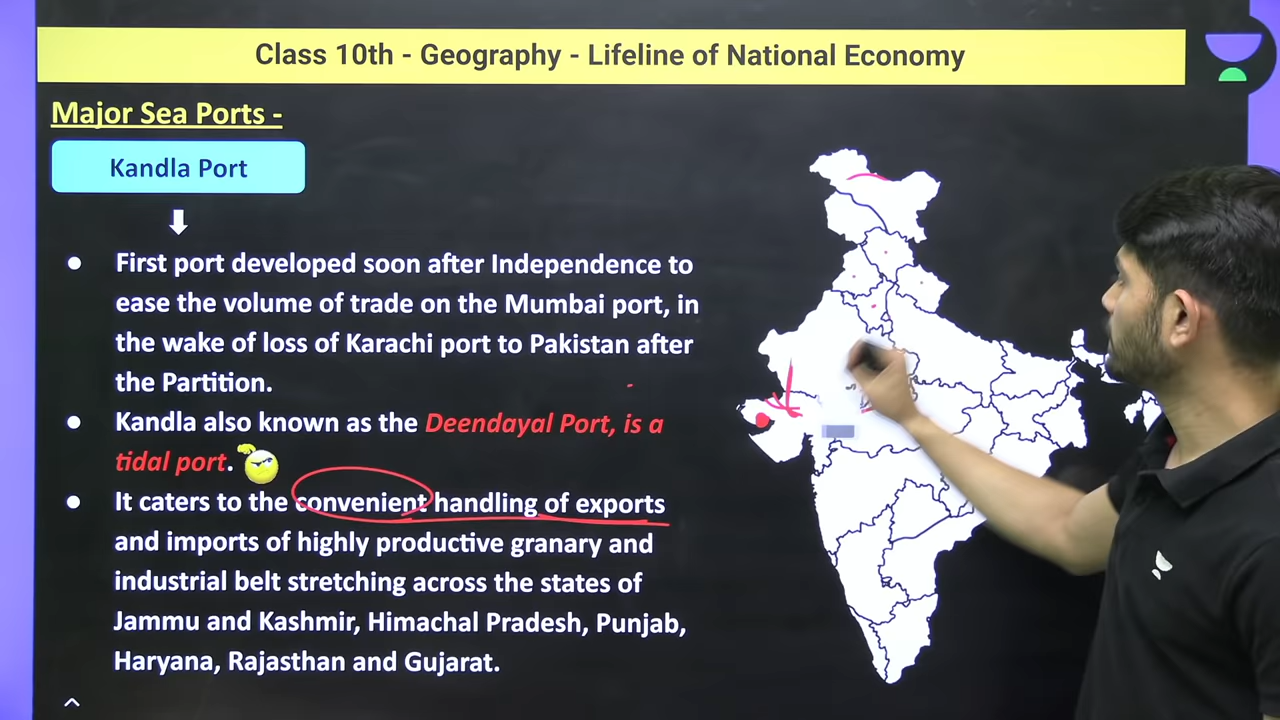 Class 10th - Geography - Lifeline of National Economy
Major Sea Ports -
Kandla Port
First port developed soon after Independence to
ease the volume of trade on the Mumbai port, in
the wake of loss of Karachi port to Pakistan after
the Partition.
Kandla also known as the Deendayal Port, is a
tidal port.
It caters to the convenient handling of exports
and imports of highly productive granary and
industrial belt stretching across the states of
Jammu and Kashmir, Himachal Pradesh, Punjab,
Haryana, Rajasthan and Gujarat.